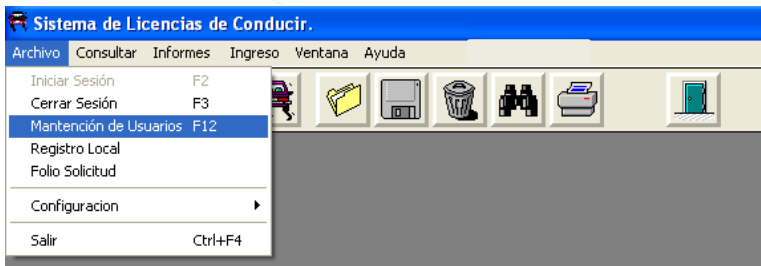 Sistema de Licencias de Conducir.
Archivo Consultar Informes Ingreso Ventana Ayuda
Iniciar Sesión F2
Cerrar Sesión F3
Mantención de Usuarios F12
Registro Local
Folio Solicitud
Configuracion
Salir Ctrl+F4